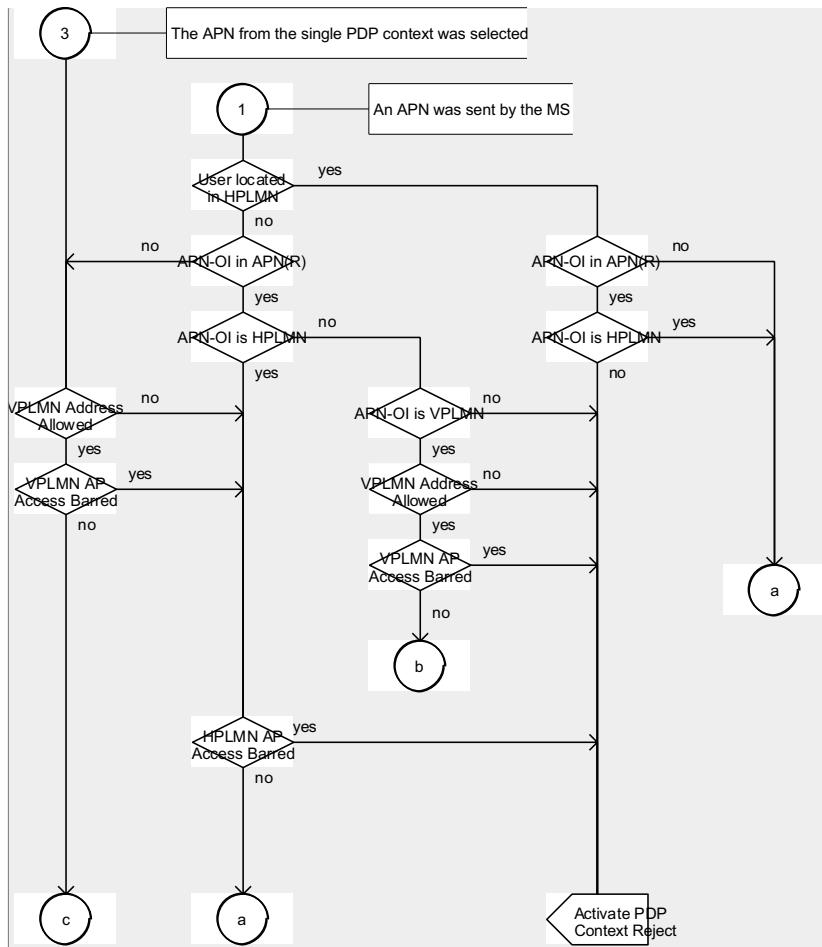 3
The APN from the single PDP context was selected
1
An APN was sent by the MS
User located
in HPLMN
yes
no
no
APN-OI in APN(R)
APN-OI in APN(R)
no
yes
yes
APN-OI is HPLMN
no
APN-OI is HPLMN
yes
yes
no
VPLMN Address
Allowed
no
APN-OI is VPLMN
no
yes
yes
VPLMN AP
Access Barred
yes
VPLMN Address
Allowed
no
no
yes
VPLMN AP
Access Barred
yes
a
no
b
HPLMN AP
Access Barred
yes
no
c
a
Activate PDP
Context Reject